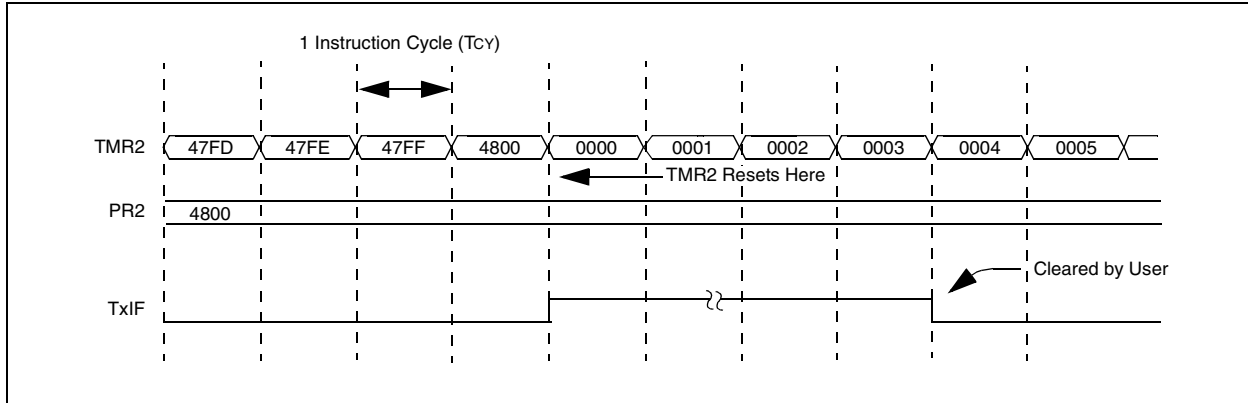 1 Instruction Cycle (TCY)
TMR2 47FD 47FE 47FF 4800 0000 0001 0002 0003 0004 0005
TMR2 Resets Here
PR2 4800
Cleared by User
TxIF